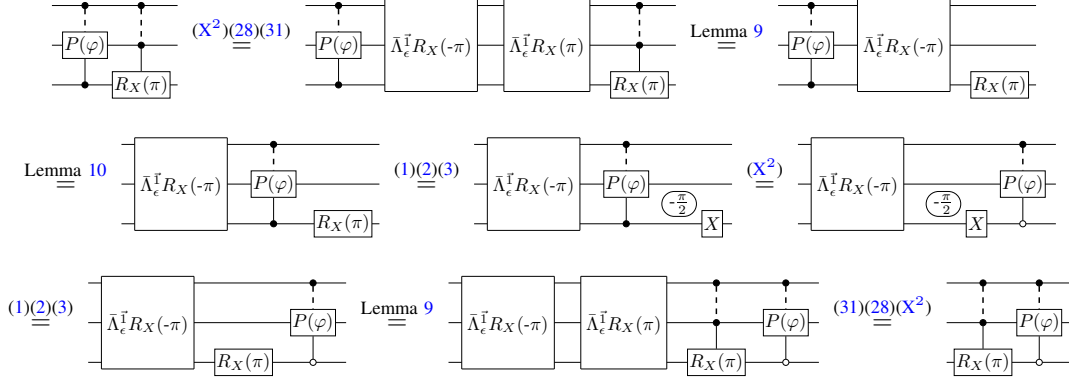 P(φ) R_X(π) (X²)(28)(31) = P(φ) Λ̄_ϵ^{1⃗}R_X(-π) Λ̄_ϵ^{1⃗}R_X(π) R_X(π) Lemma 9 = P(φ) Λ̄_ϵ^{1⃗}R_X(-π) R_X(π)
Lemma 10 = Λ̄_ϵ^{1⃗}R_X(-π) P(φ) R_X(π) (1)(2)(3) = Λ̄_ϵ^{1⃗}R_X(-π) P(φ) -π/2 X (X²) = Λ̄_ϵ^{1⃗}R_X(-π) -π/2 X P(φ)
(1)(2)(3) = Λ̄_ϵ^{1⃗}R_X(-π) R_X(π) P(φ) Lemma 9 = Λ̄_ϵ^{1⃗}R_X(-π) Λ̄_ϵ^{1⃗}R_X(π) R_X(π) P(φ) (31)(28)(X²) = R_X(π) P(φ)